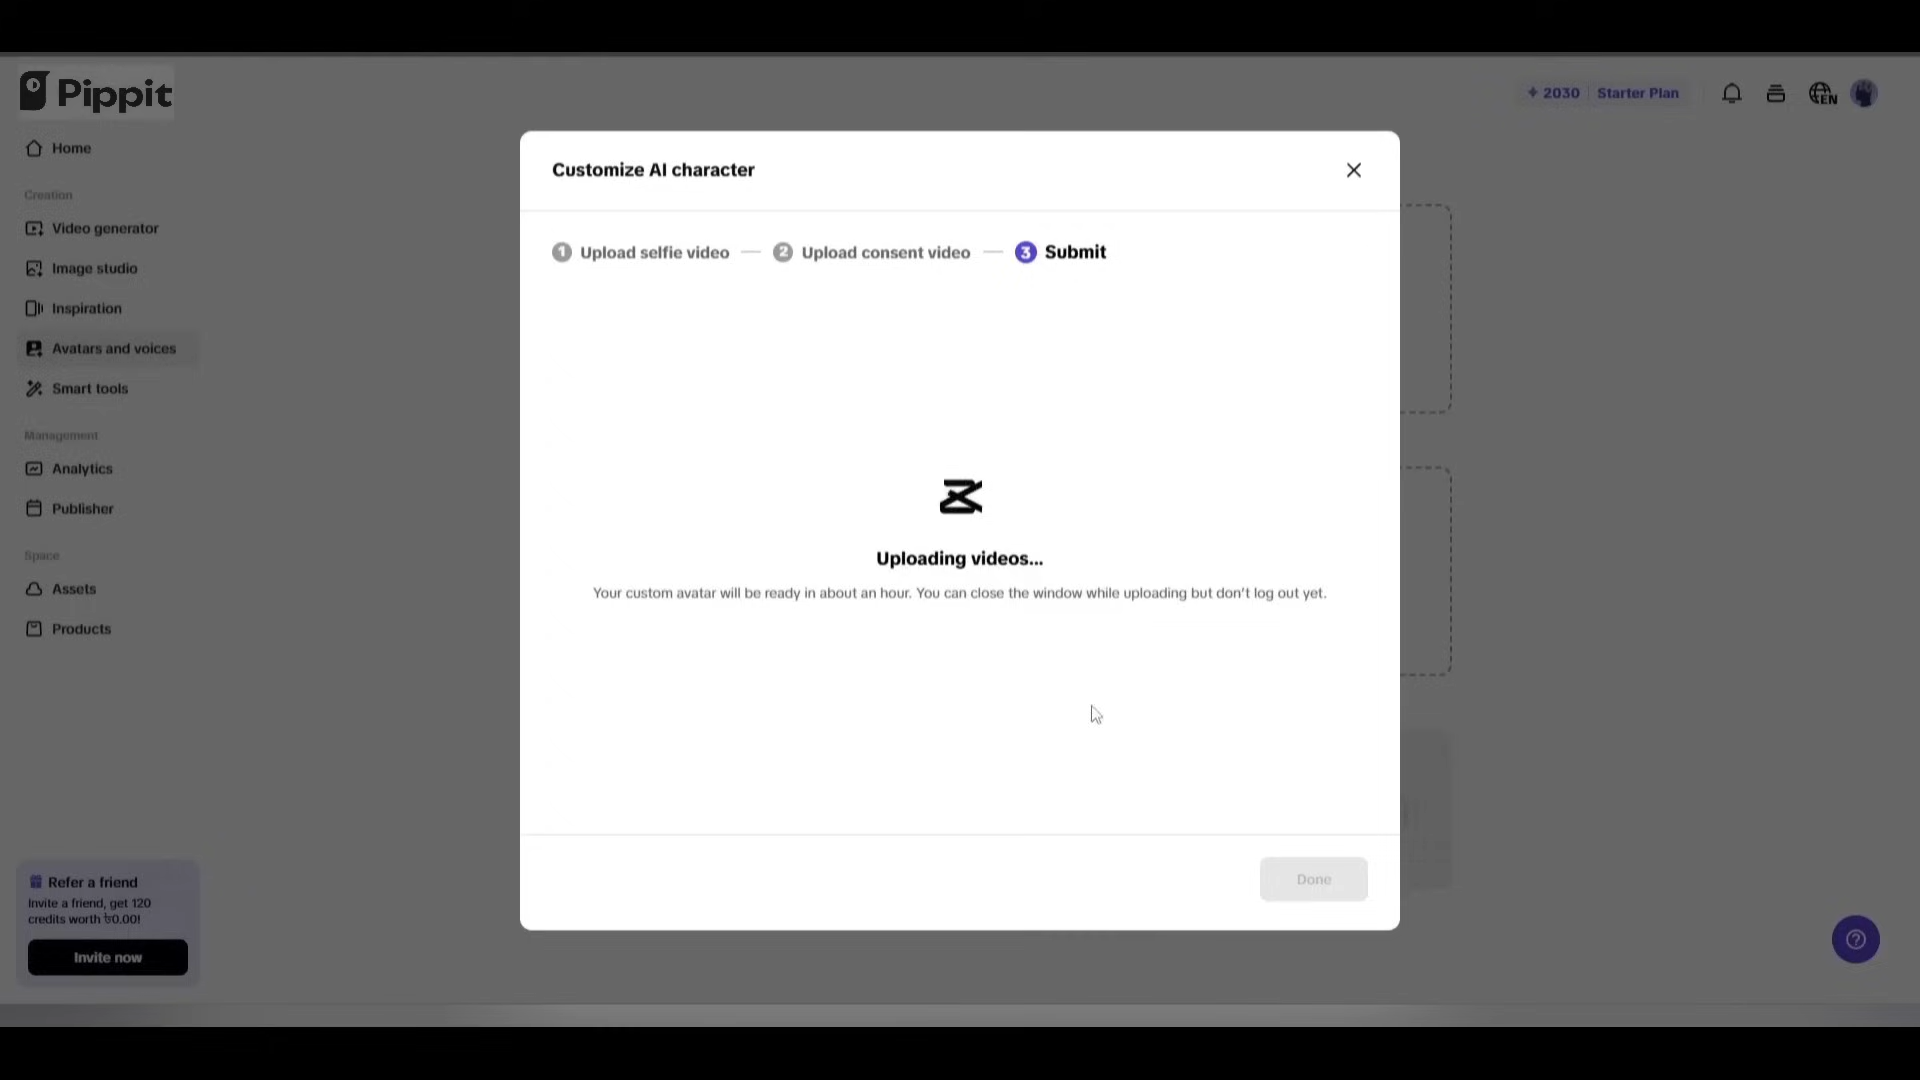 Pippit
2030 Starter Plan
EN
Home
Creation
Video generator
Image studio
Inspiration
Avatars and voices
Smart tools
Management
Analytics
Publisher
Space
Assets
Products
Refer a friend
Invite a friend, get 120
credits worth ৳0.00!
Invite now
Customize AI character
1 Upload selfie video — 2 Upload consent video — 3 Submit
Uploading videos...
Your custom avatar will be ready in about an hour. You can close the window while uploading but don't log out yet.
Done